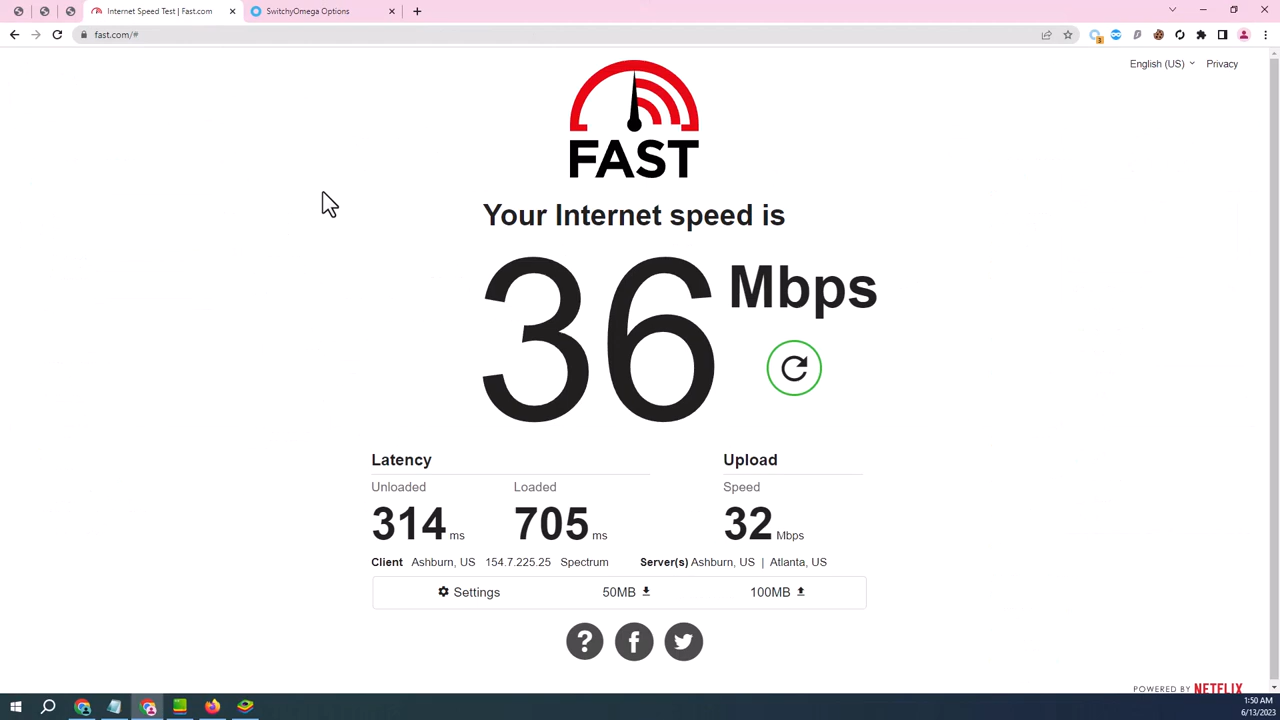 Internet Speed Test | Fast.com
SwitchyOmega Options
fast.com/#
English (US)
Privacy
FAST
Your Internet speed is
36 Mbps
Latency
Upload
Unloaded
Loaded
Speed
314 ms
705 ms
32 Mbps
Client Ashburn, US 154.7.225.25 Spectrum
Server(s) Ashburn, US | Atlanta, US
Settings
50MB
100MB
?
f
POWERED BY NETFLIX
1:50 AM
6/13/2023